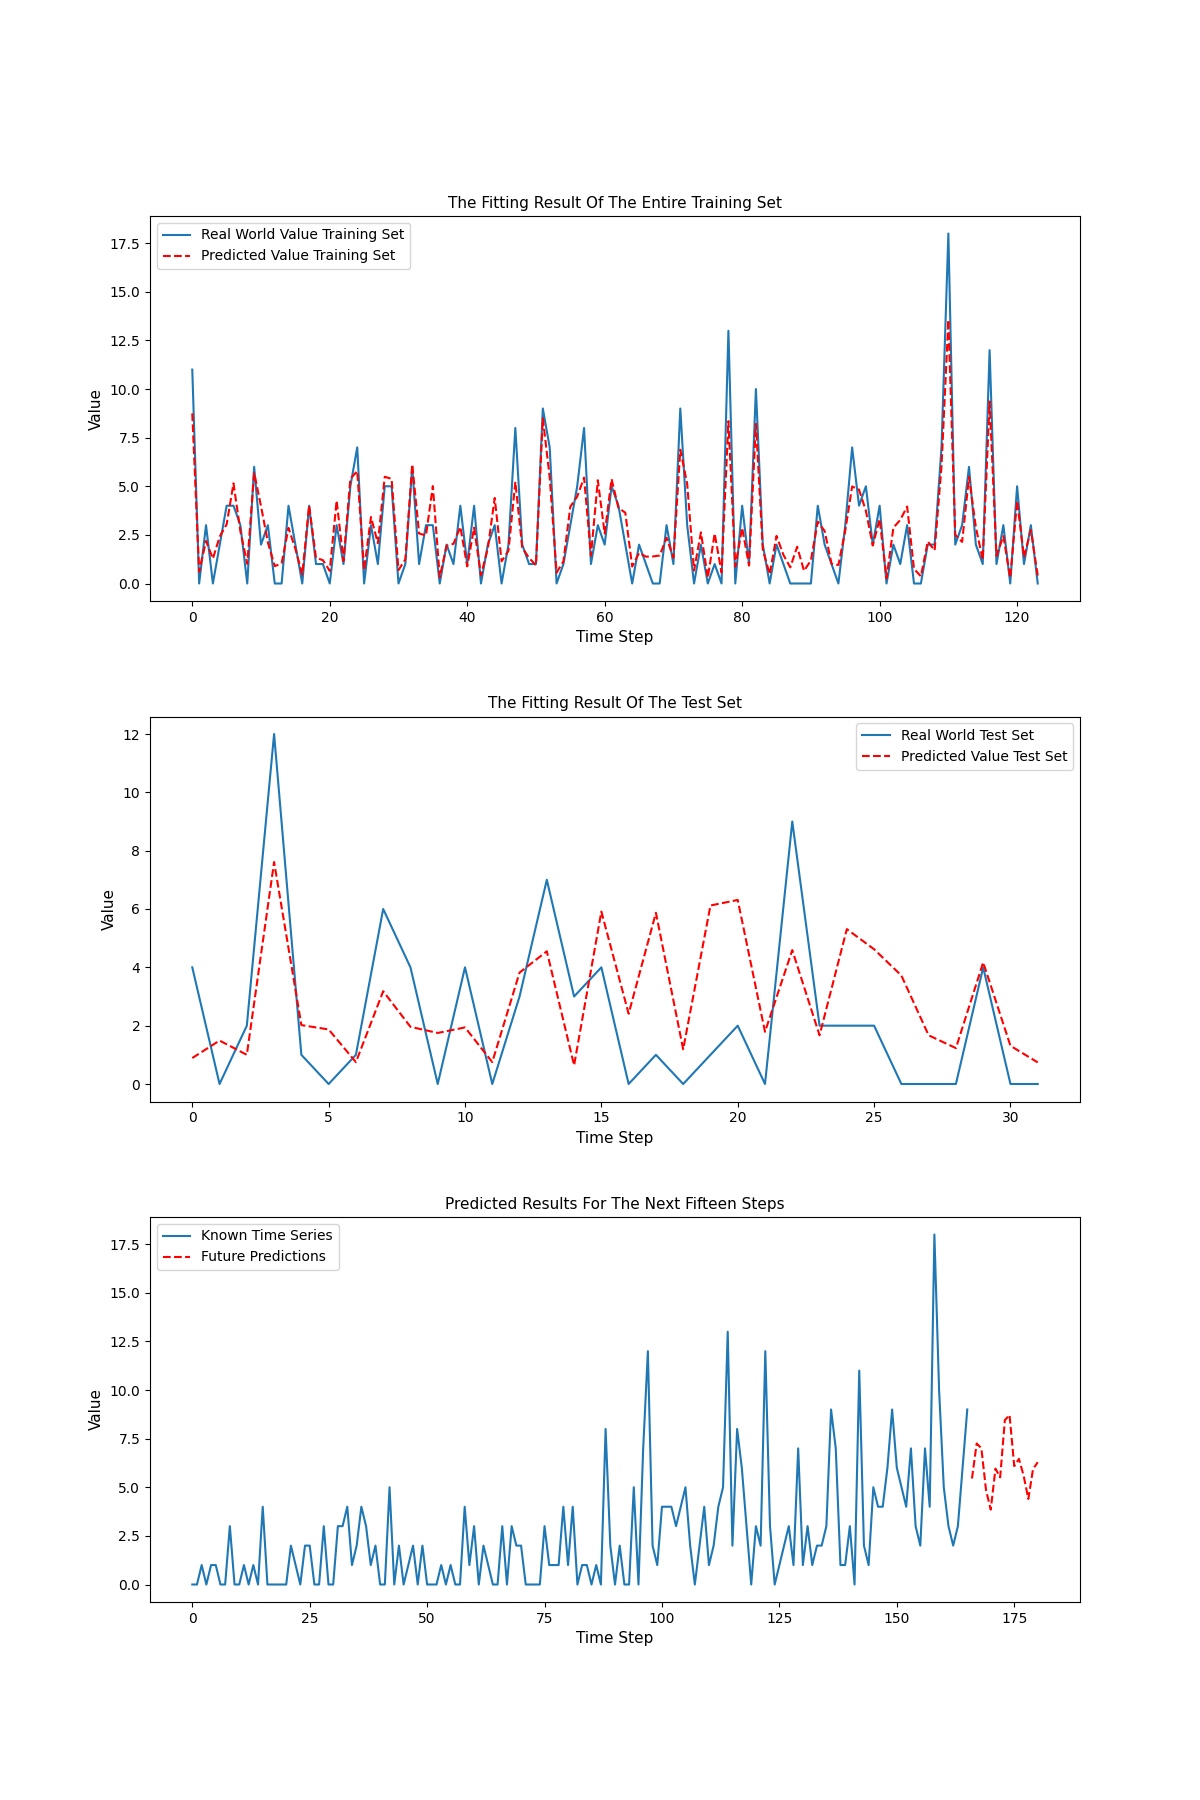 The Fitting Result Of The Entire Training Set
Real World Value Training Set
Predicted Value Training Set
17.5
15.0
12.5
10.0
7.5
5.0
2.5
0.0
Value
0 20 40 60 80 100 120
Time Step
The Fitting Result Of The Test Set
Real World Test Set
Predicted Value Test Set
12
10
8
6
4
2
0
Value
0 5 10 15 20 25 30
Time Step
Predicted Results For The Next Fifteen Steps
Known Time Series
Future Predictions
17.5
15.0
12.5
10.0
7.5
5.0
2.5
0.0
Value
0 25 50 75 100 125 150 175
Time Step